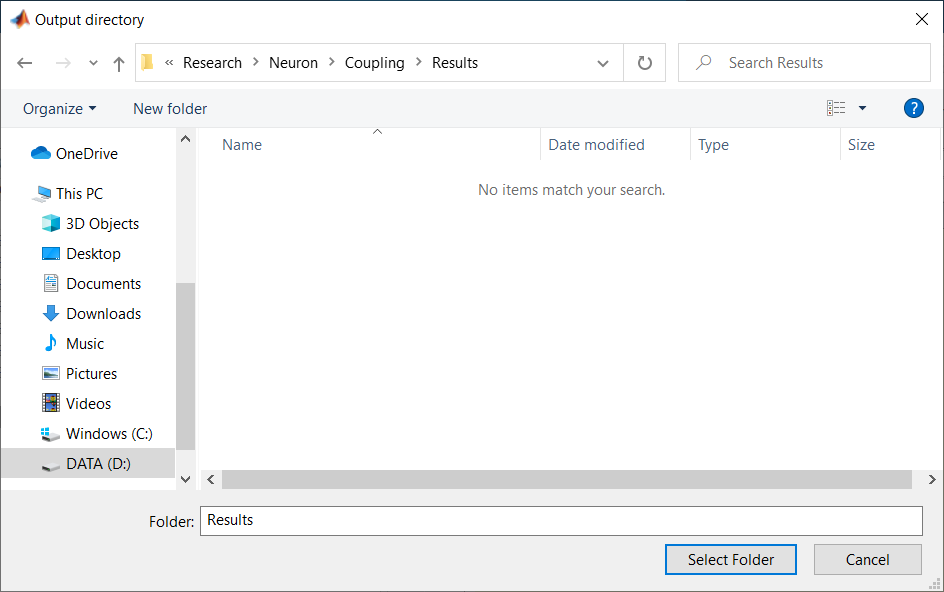 Output directory
« Research > Neuron > Coupling > Results
Search Results
Organize
New folder
?
Name
Date modified
Type
Size
No items match your search.
OneDrive
This PC
3D Objects
Desktop
Documents
Downloads
Music
Pictures
Videos
Windows (C:)
DATA (D:)
Folder: Results
Select Folder
Cancel